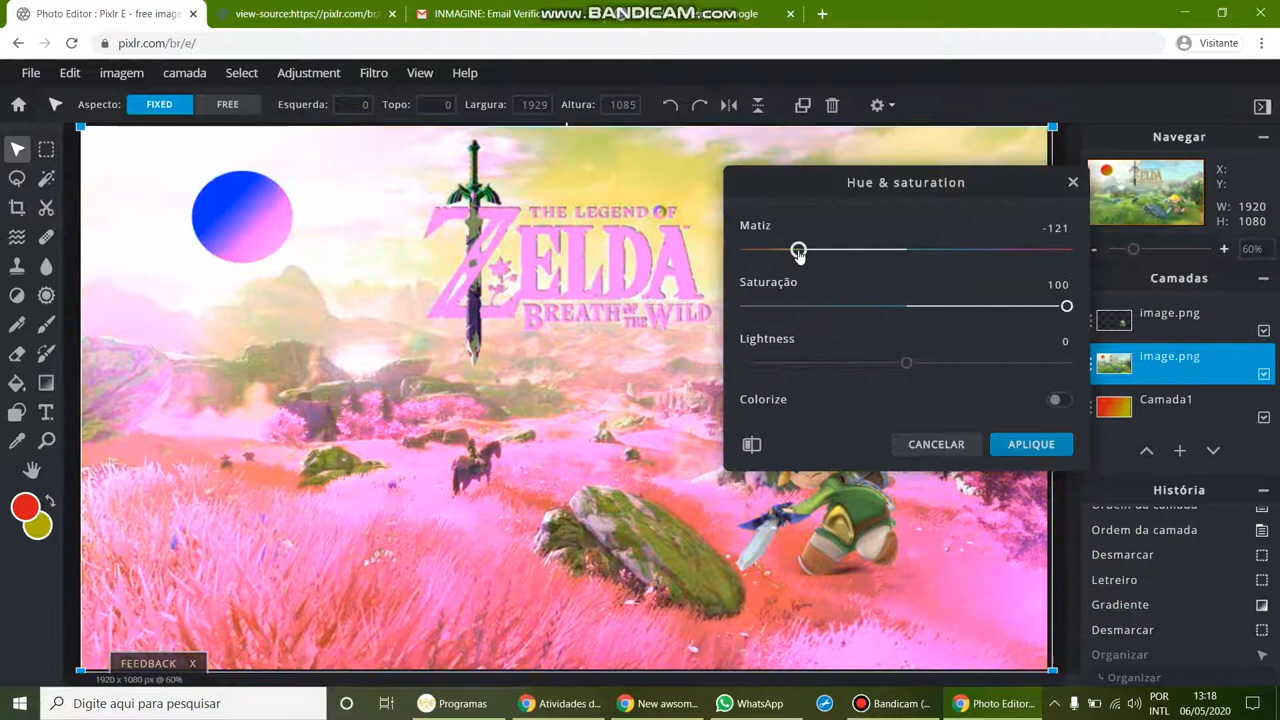 Photo Editor : Pixlr - free image
view-source:https://pixlr.com/br/
INMAGINE: Email Verific
www.BANDICAM.com
ogle
pixlr.com/br/e/
Visitante
File Edit imagem camada Select Adjustment Filtro View Help
Aspecto: FIXED FREE Esquerda: 0 Topo: 0 Largura: 1929 Altura: 1085
Navegar
X:
Y:
W: 1920
H: 1080
60%
THE LEGEND OF
ZELDA
BREATH OF THE WILD
Hue & saturation
Matiz -121
Saturação 100
Lightness 0
Colorize
CANCELAR APLIQUE
Camadas
image.png
image.png
Camada1
História
Ordem da camada
Ordem da camada
Desmarcar
Letreiro
Gradiente
Desmarcar
Organizar
Organizar
FEEDBACK X
1920 x 1080 px @ 60%
Digite aqui para pesquisar
Programas
Atividades d...
New awsom...
WhatsApp
Bandicam (...
Photo Editor...
POR
INTL
13:18
06/05/2020